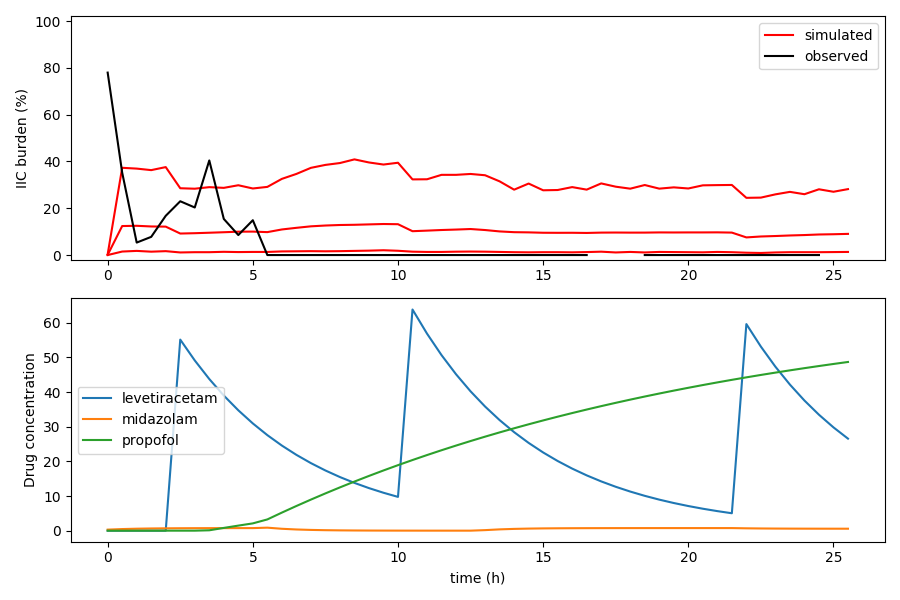 100
80
60
40
20
0
IIC burden (%)
simulated
observed
0 5 10 15 20 25
60
50
40
30
20
10
0
Drug concentration
levetiracetam
midazolam
propofol
0 5 10 15 20 25
time (h)